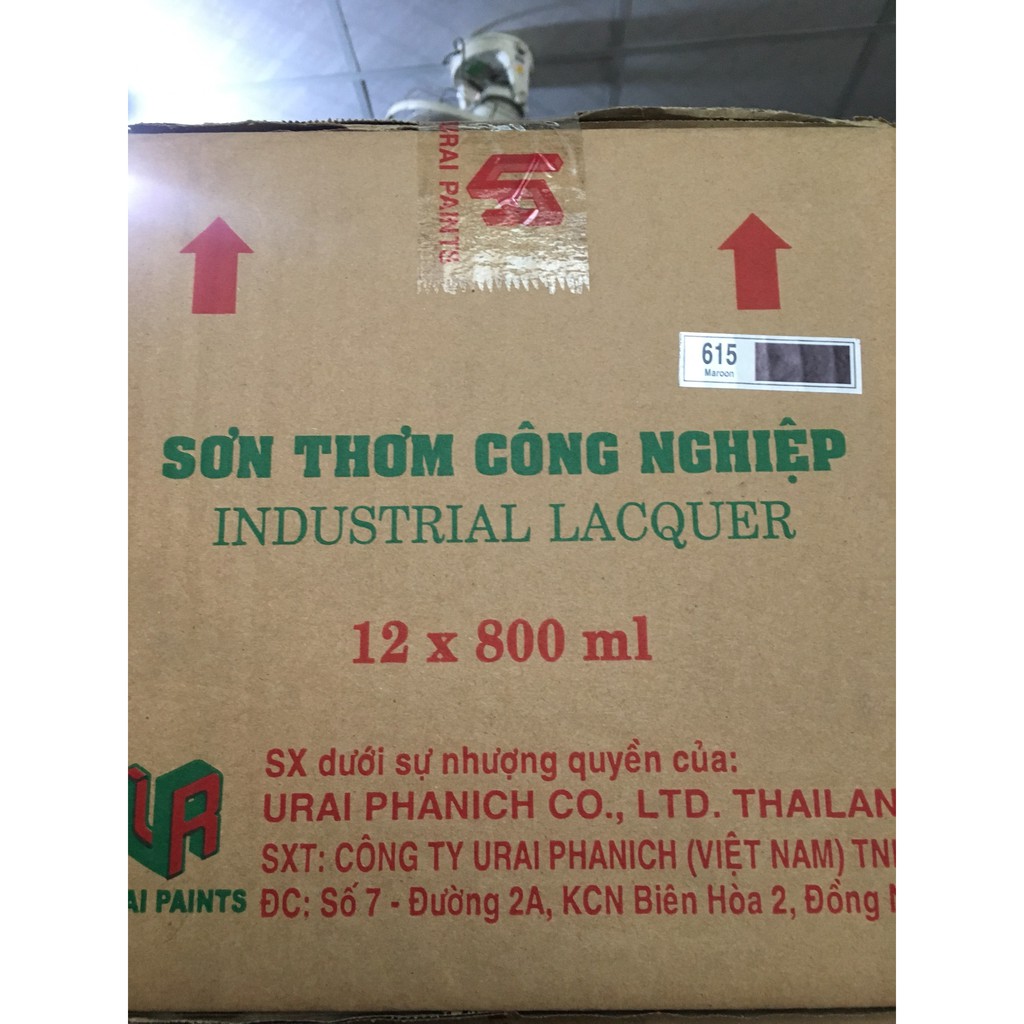 URAI PAINTS
615
Maroon
SƠN THƠM CÔNG NGHIỆP
INDUSTRIAL LACQUER
12 x 800 ml
SX dưới sự nhượng quyền của:
URAI PHANICH CO., LTD. THAILAN
SXT: CÔNG TY URAI PHANICH (VIỆT NAM) TN
UR
AI PAINTS
ĐC: Số 7 - Đường 2A, KCN Biên Hòa 2, Đồng N